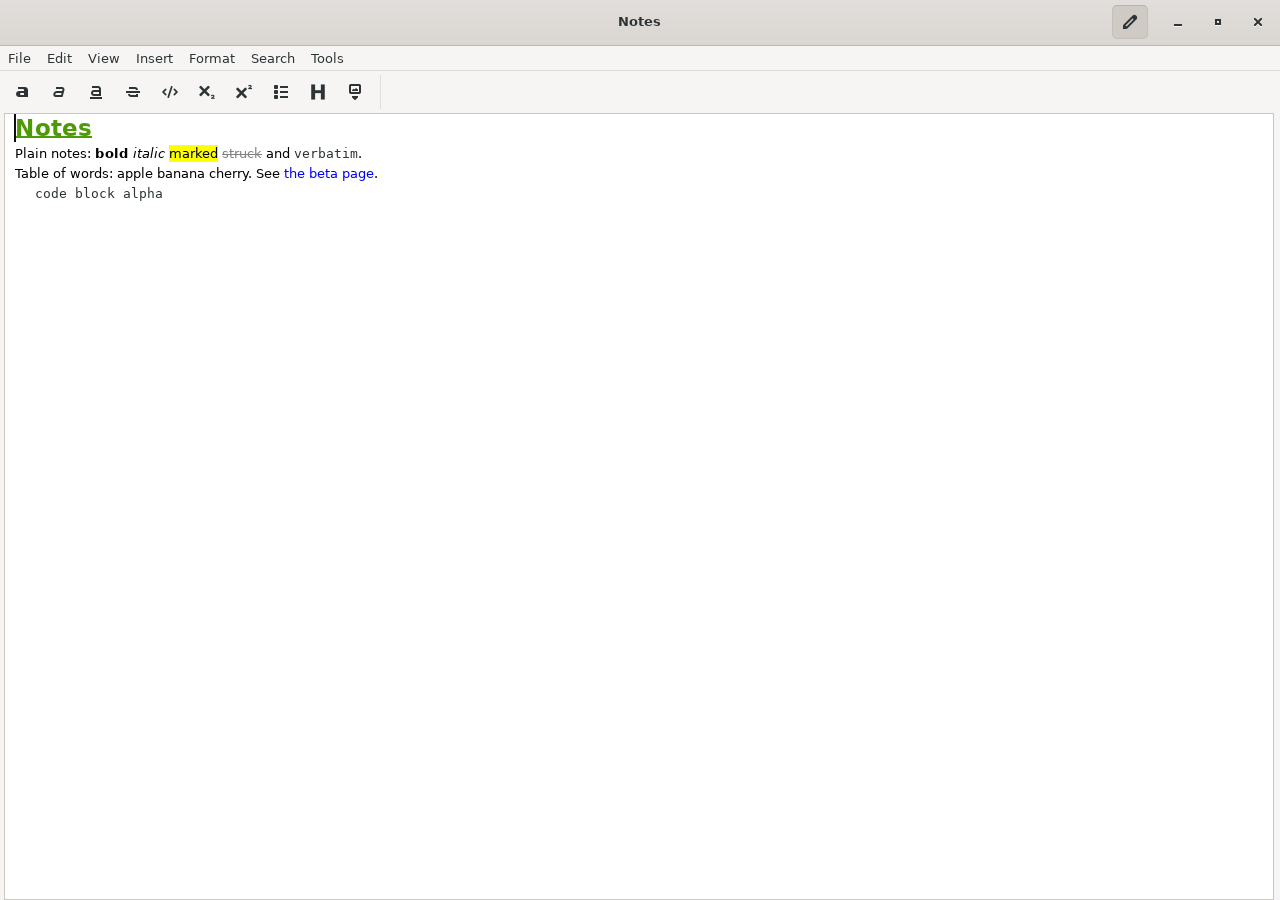 Notes
File Edit View Insert Format Search Tools
Notes
Plain notes: bold italic marked struck and verbatim.
Table of words: apple banana cherry. See the beta page.
code block alpha